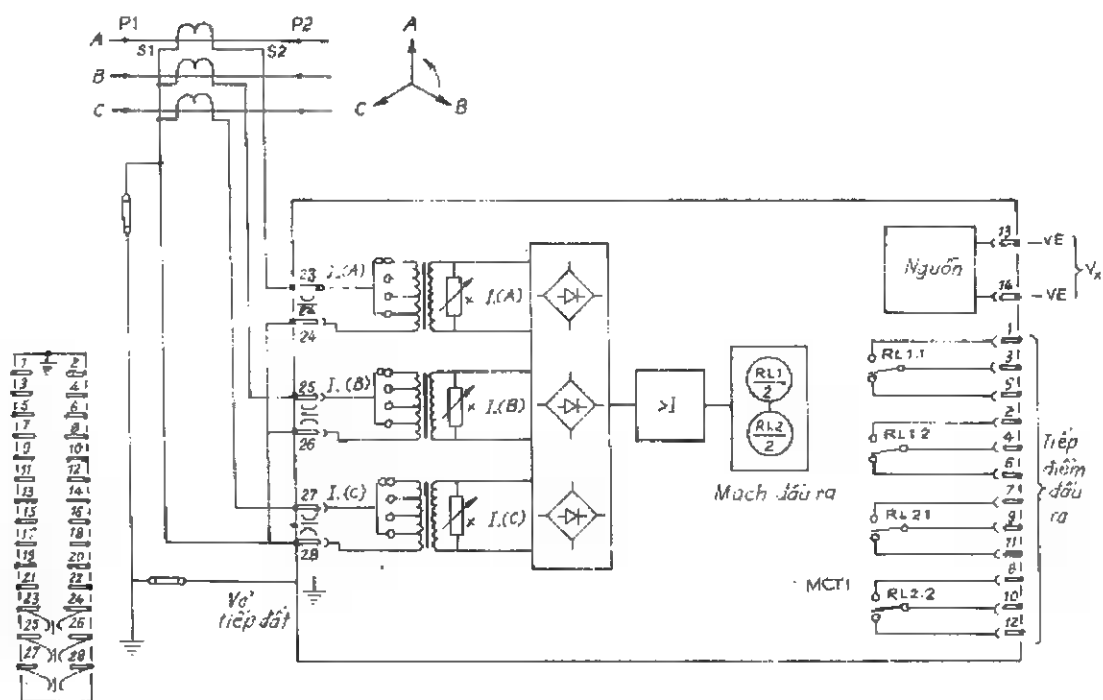 P1 P2
A
S1 S2
B
C
A
C B
23 I.(A)
I.(A)
24
24
25 I.(B)
I.(B)
26
27 I.(C)
I.(C)
28
>I
RL1
2
RL2
2
Mạch đấu ra
Nguồn
13 VE
14 VE
Vx
RL1.1
1
3
5
RL1.2
2
4
6
RL2.1
7
9
11
MCT1
RL2.2
8
10
12
Tiếp
điểm
đấu
ra
Vỏ
tiếp đất
1 2
3 4
5 6
7 8
9 10
11 12
13 14
15 16
17 18
19 20
21 22
23 24
25 26
27 28